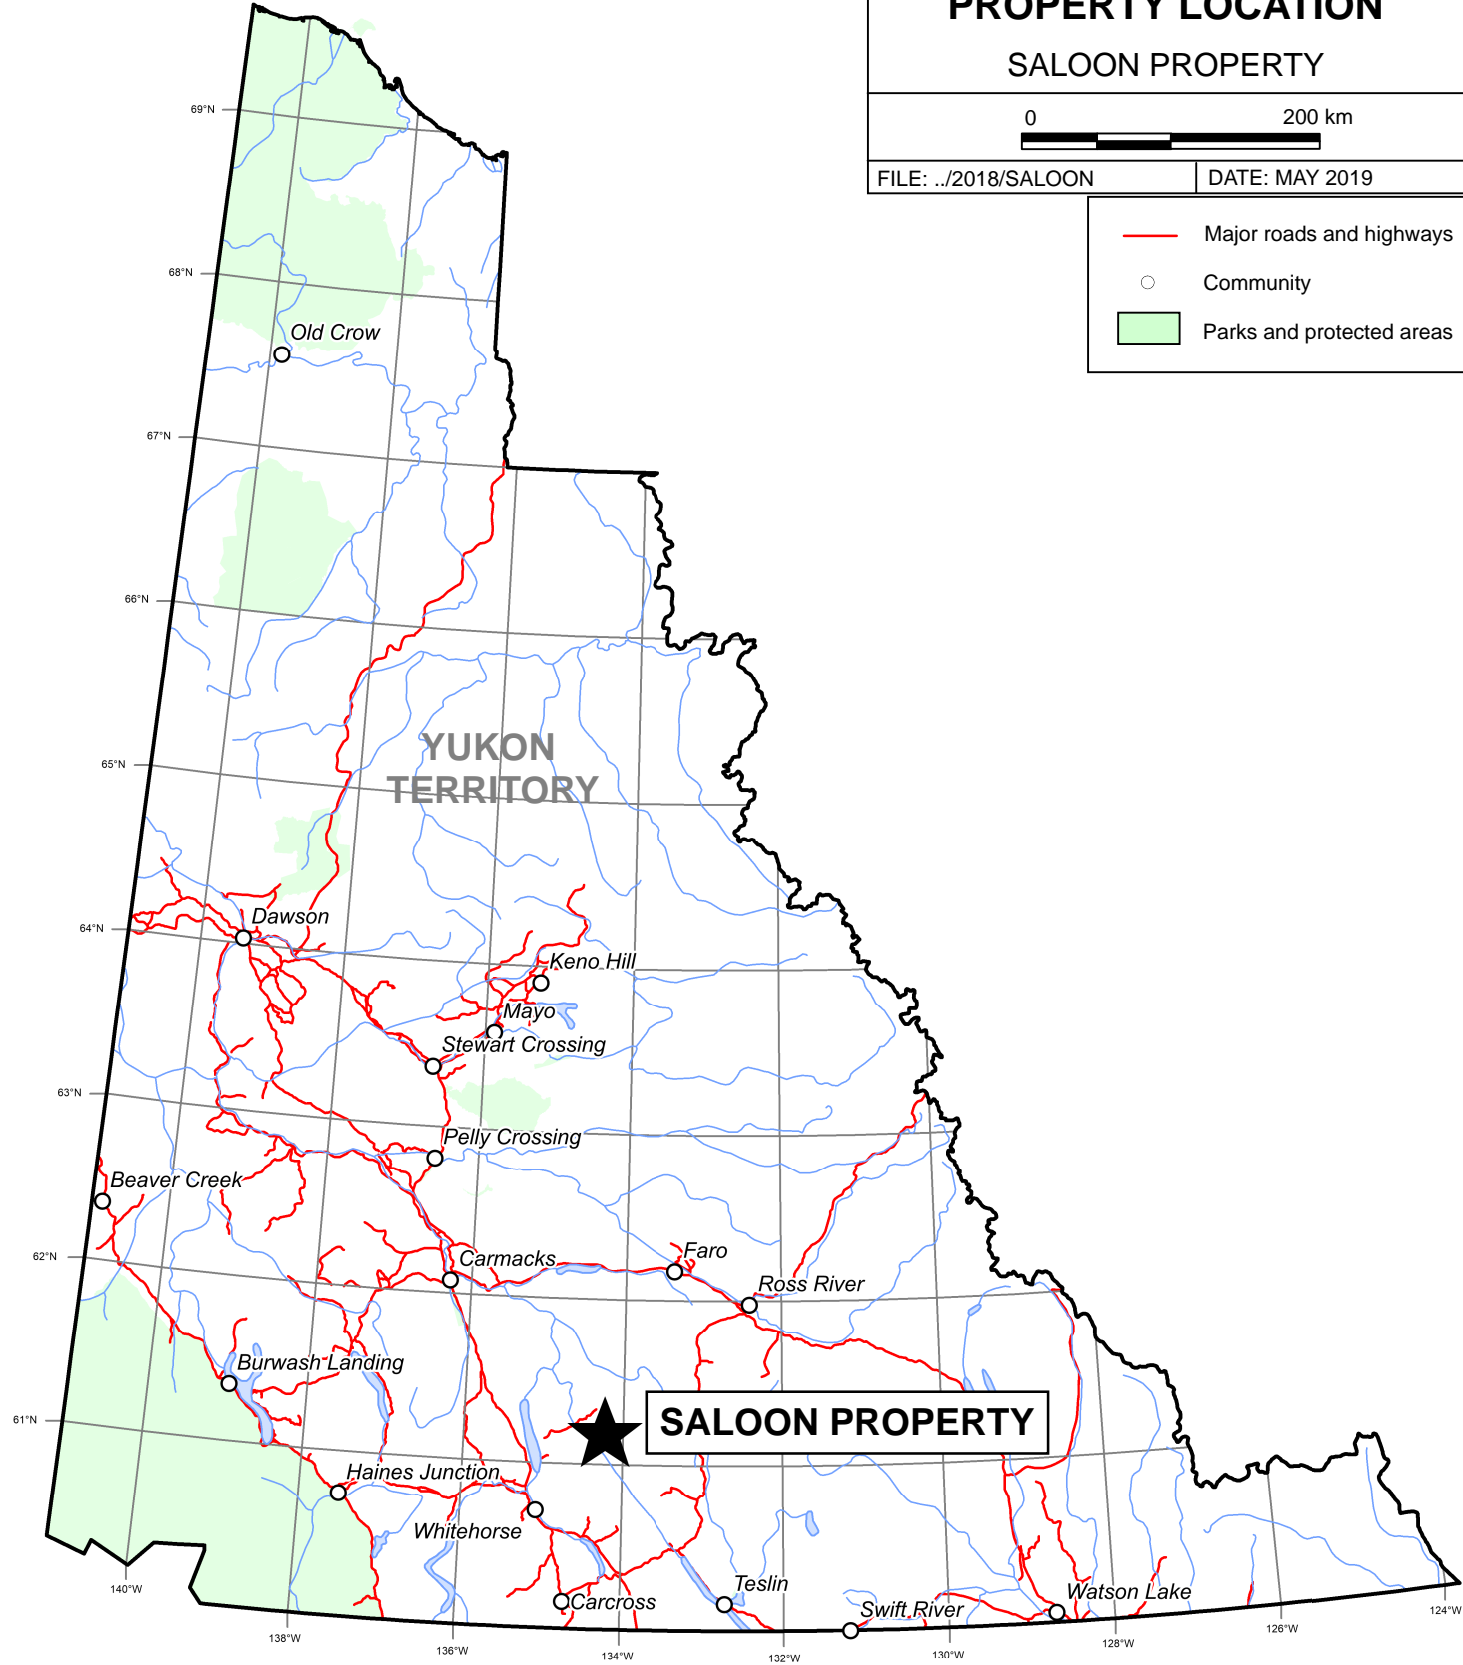 PROPERTY LOCATION
SALOON PROPERTY
0 200 km
FILE: ../2018/SALOON DATE: MAY 2019
Major roads and highways
Community
Parks and protected areas
69°N
68°N
Old Crow
67°N
66°N
YUKON
65°N
TERRITORY
Dawson
64°N
Keno Hill
Mayo
Stewart Crossing
63°N
Pelly Crossing
Beaver Creek
62°N
Carmacks
Faro
Ross River
Burwash Landing
61°N
SALOON PROPERTY
Haines Junction
Whitehorse
Teslin
Watson Lake
Carcross
Swift River
140°W
138°W
136°W
134°W
132°W
130°W
128°W
126°W
124°W